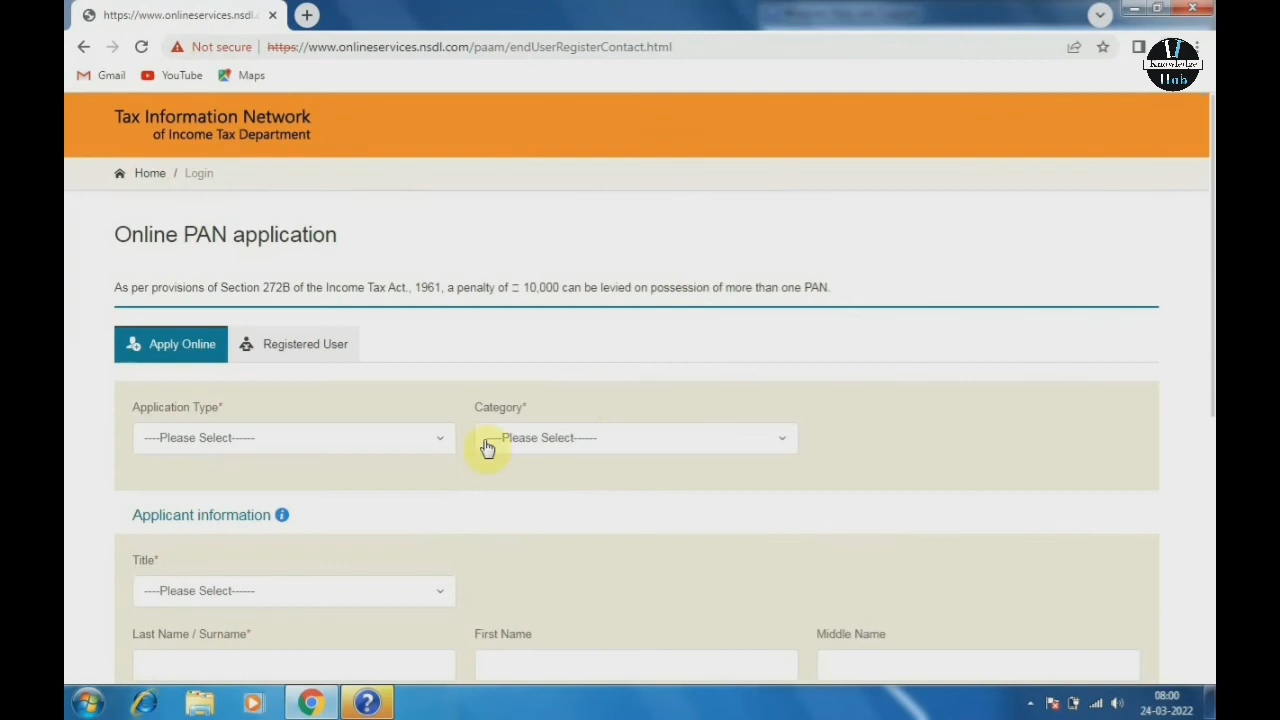 https://www.onlineservices.nsdl.c
Not secure | https://www.onlineservices.nsdl.com/paam/endUserRegisterContact.html
Gmail YouTube Maps
Knowledge
Hub
Tax Information Network
of Income Tax Department
Home / Login
Online PAN application
As per provisions of Section 272B of the Income Tax Act., 1961, a penalty of □ 10,000 can be levied on possession of more than one PAN.
Apply Online Registered User
Application Type* Category*
----Please Select------ ----Please Select------
Applicant information
Title*
----Please Select------
Last Name / Surname* First Name Middle Name
08:00
24-03-2022